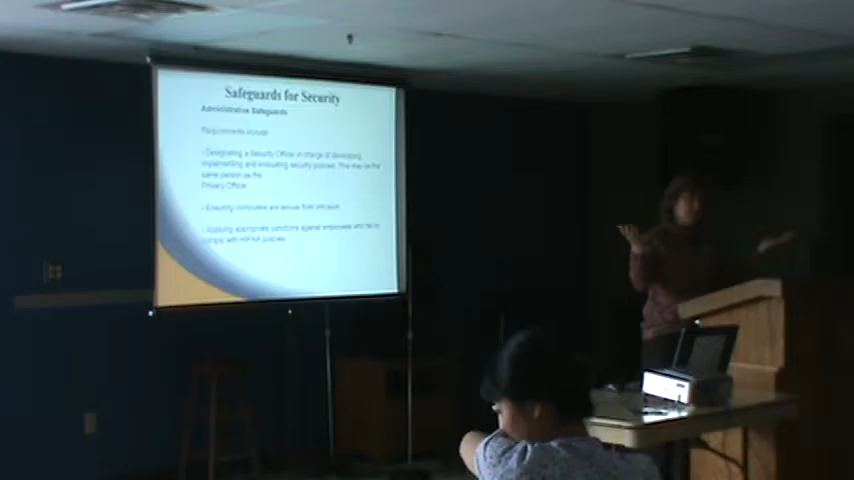 Safeguards for Security
Administrative Safeguards
Requirements include:
• Designating a Security Officer in charge of developing
implementing and evaluating security policies. This may be the
same person as the
Privacy Officer
• Ensuring computers are secure from intrusion
• Applying appropriate sanctions against employees who fail to
comply with HIPAA policies.